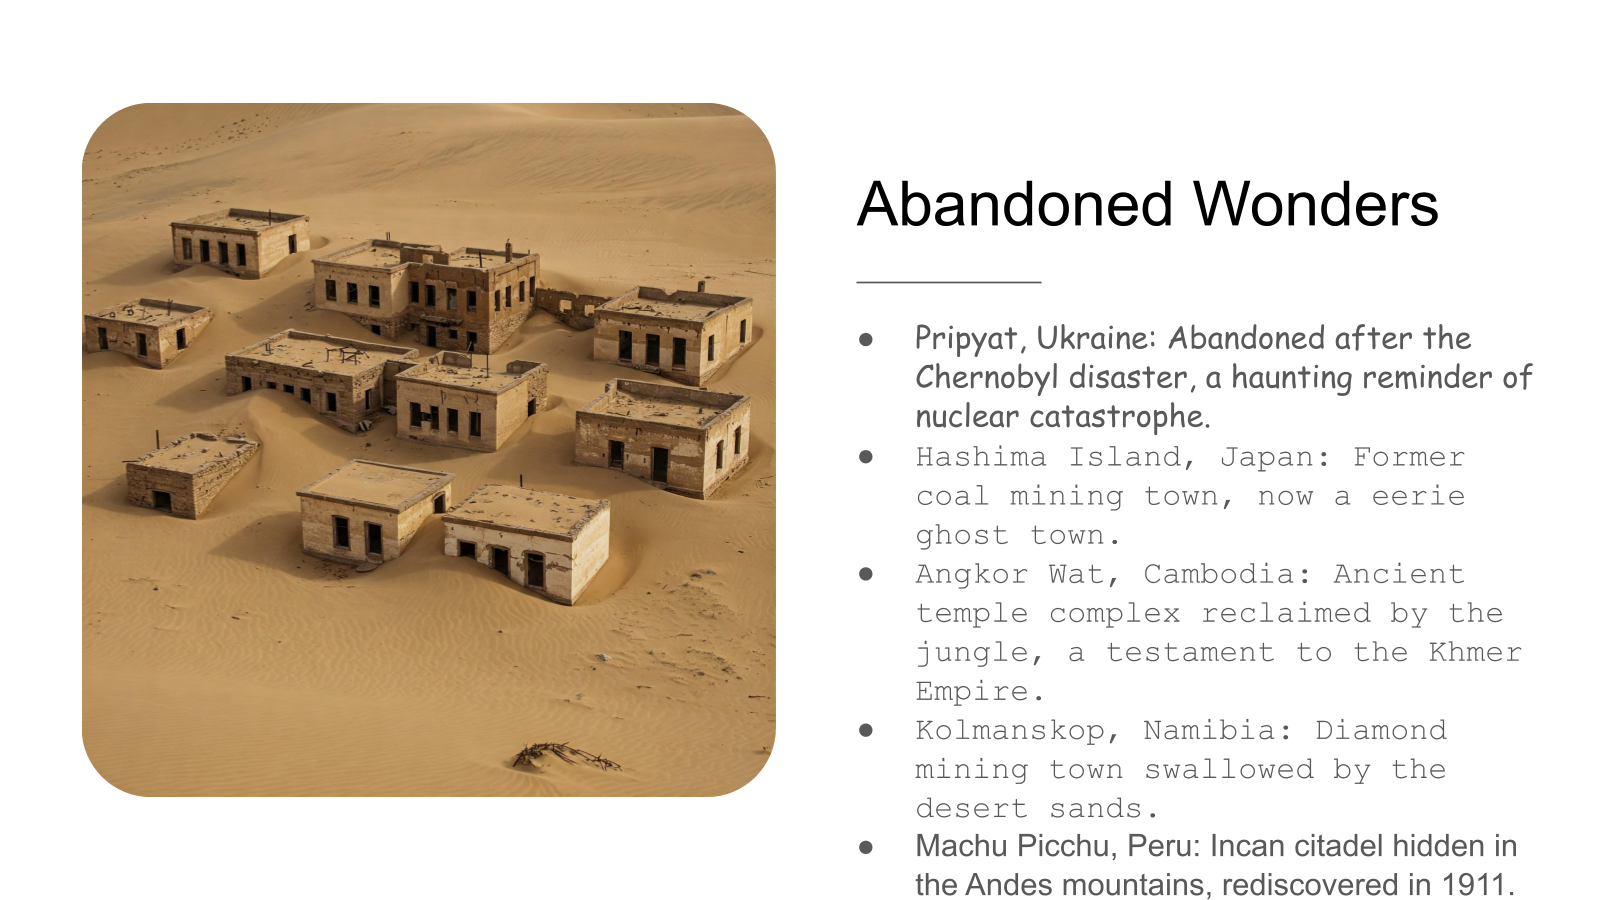 Abandoned Wonders
● Pripyat, Ukraine: Abandoned after the
Chernobyl disaster, a haunting reminder of
nuclear catastrophe.
● Hashima Island, Japan: Former
coal mining town, now a eerie
ghost town.
● Angkor Wat, Cambodia: Ancient
temple complex reclaimed by the
jungle, a testament to the Khmer
Empire.
● Kolmanskop, Namibia: Diamond
mining town swallowed by the
desert sands.
● Machu Picchu, Peru: Incan citadel hidden in
the Andes mountains, rediscovered in 1911.